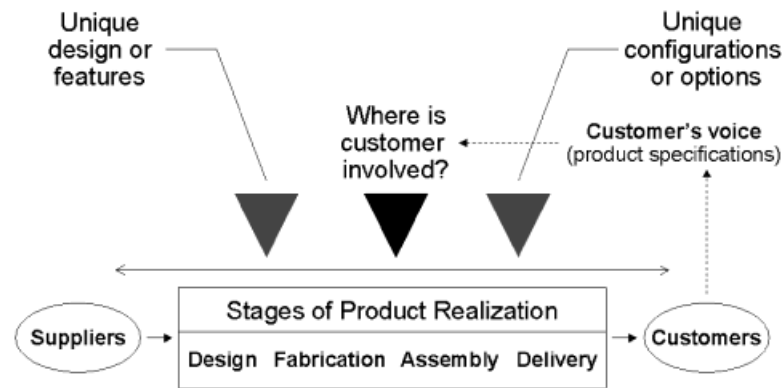 Unique
design or
features
Unique
configurations
or options
Where is
customer
involved?
Customer's voice
(product specifications)
Stages of Product Realization
Suppliers
Design Fabrication Assembly Delivery
Customers